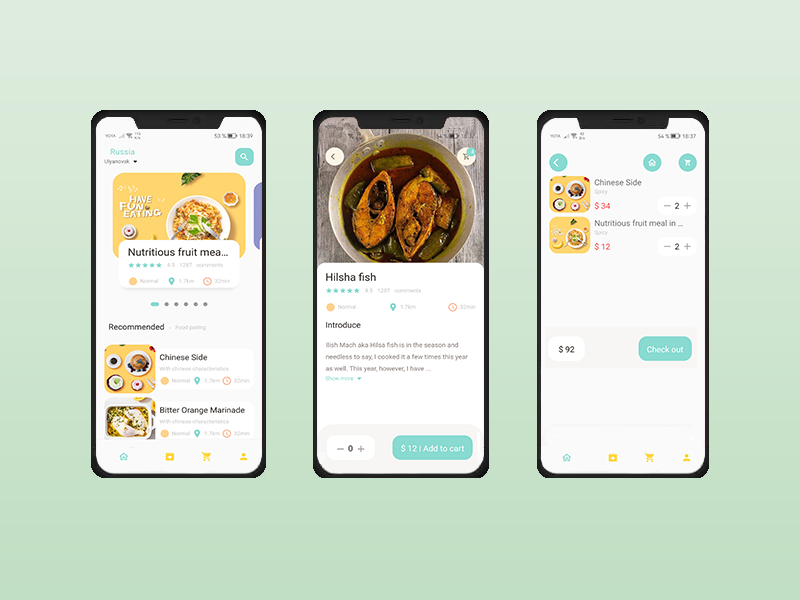 YOTA
53 %
18:39
Russia
Ulyanovsk
HAVE
FUN
EATING
Nutritious fruit mea...
4.5 1287 comments
Normal 1.7km 32min
Recommended
Food pairing
Chinese Side
With chinese characteristics
Normal 1.7km 32min
Bitter Orange Marinade
With chinese characteristics
Normal 1.7km 32min
54 %
18:38
Hilsha fish
4.5 1287 comments
Normal 1.7km 32min
Introduce
Ilish Mach aka Hilsa fish is in the season and
needless to say, I cooked it a few times this year
as well. This year, however, I have ...
Show more
0
$ 12 | Add to cart
YOTA
54 %
18:37
Chinese Side
Spicy
$ 34
2
Nutritious fruit meal in ...
Spicy
$ 12
2
$ 92
Check out